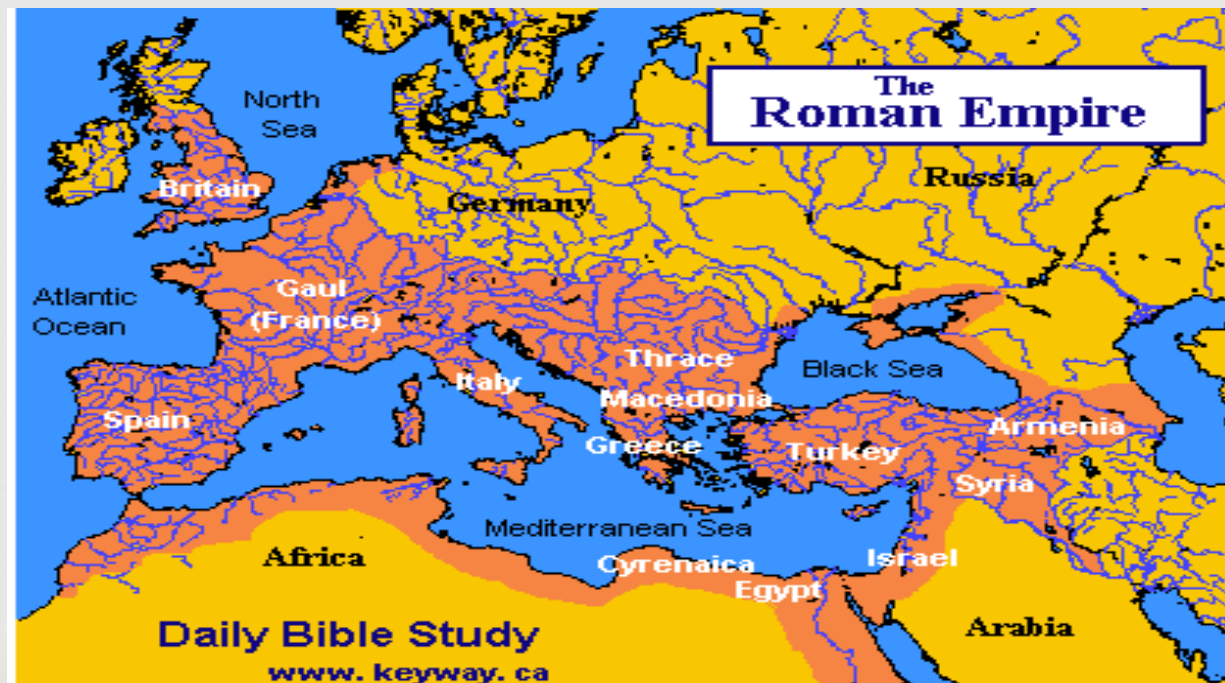 The
Roman Empire
North
Sea
Britain
Germany
Russia
Atlantic
Ocean
Gaul
(France)
Thrace
Black Sea
Italy
Macedonia
Spain
Greece
Turkey
Armenia
Syria
Mediterranean Sea
Africa
Cyrenaica
Israel
Egypt
Arabia
Daily Bible Study
www. keyway. ca